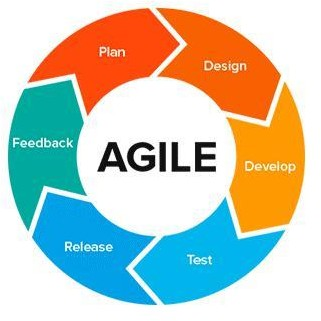 Plan
Design
Develop
Test
Release
Feedback
AGILE